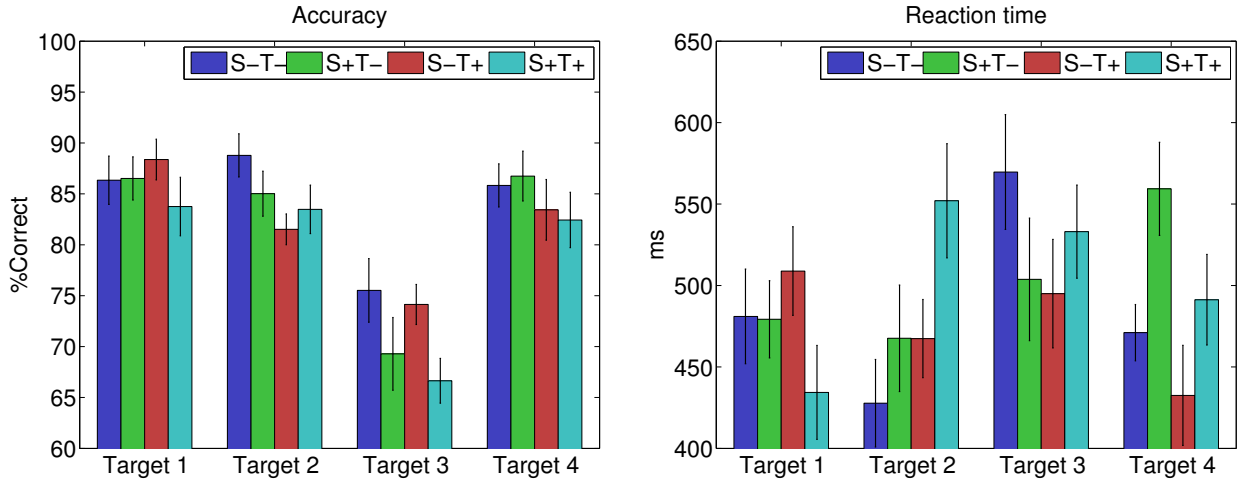 Accuracy
100
95
90
85
80
75
70
65
60
%Correct
S−T− S+T− S−T+ S+T+
Target 1 Target 2 Target 3 Target 4
Reaction time
650
600
550
500
450
400
ms
S−T− S+T− S−T+ S+T+
Target 1 Target 2 Target 3 Target 4